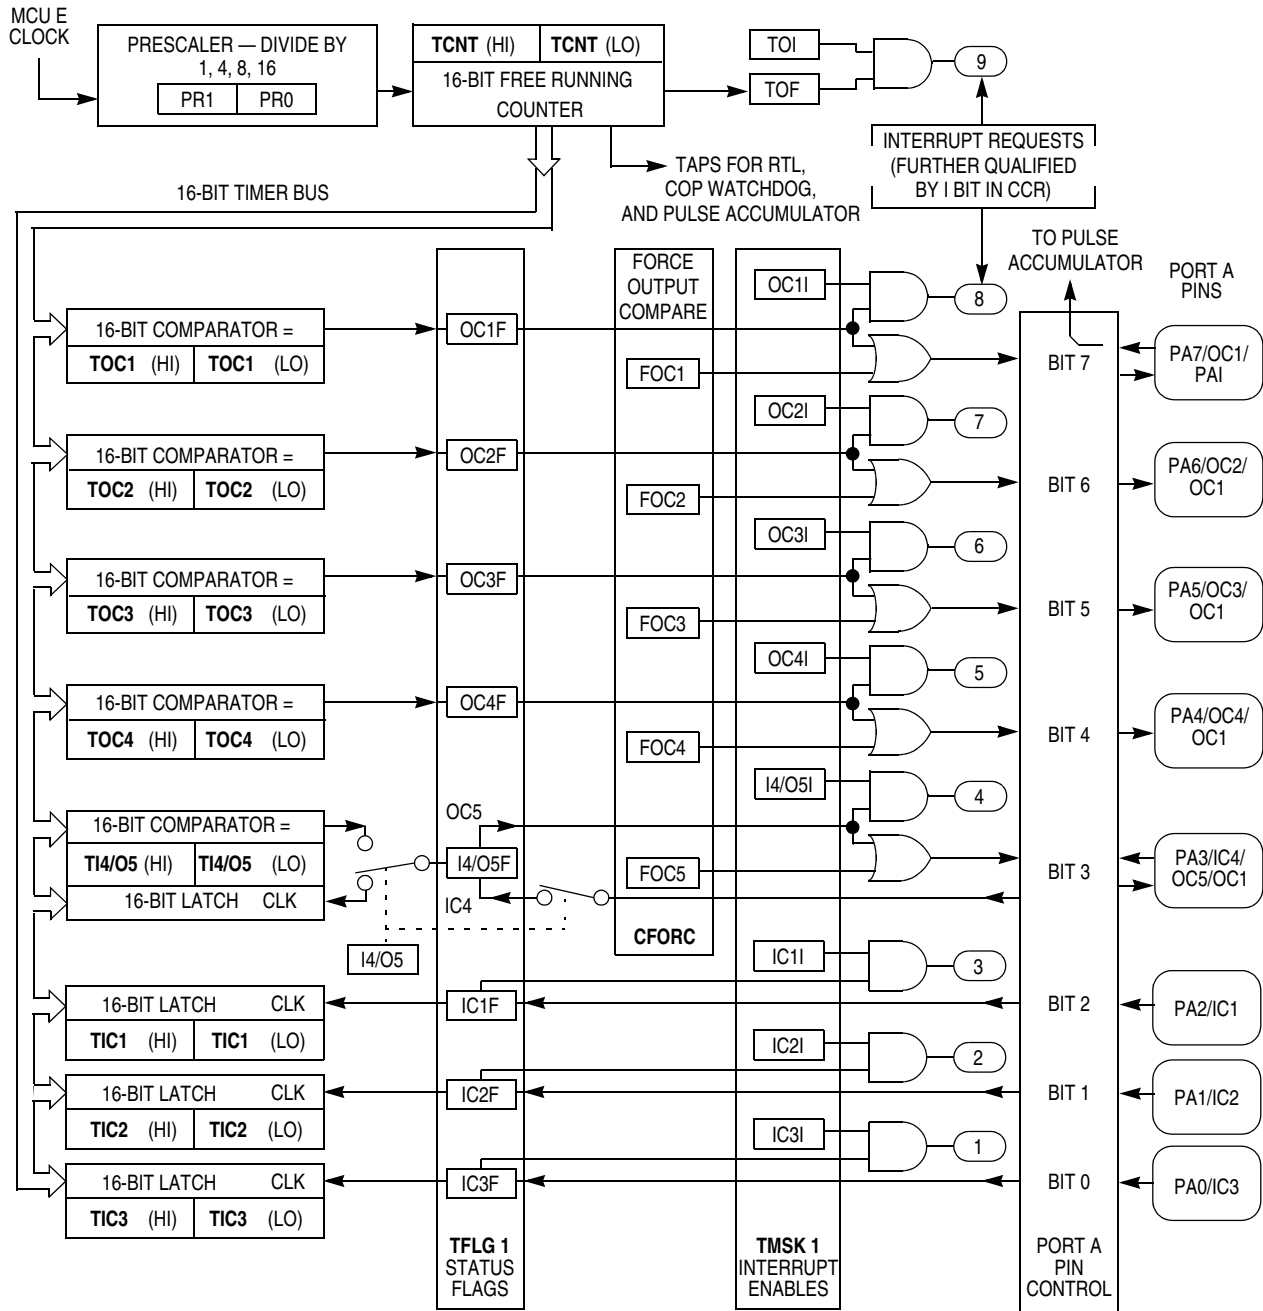 MCU E
CLOCK
PRESCALER — DIVIDE BY
1, 4, 8, 16
PR1 PR0
TCNT (HI) TCNT (LO)
16-BIT FREE RUNNING
COUNTER
TOI
TOF
9
INTERRUPT REQUESTS
(FURTHER QUALIFIED
BY I BIT IN CCR)
TAPS FOR RTL,
COP WATCHDOG,
AND PULSE ACCUMULATOR
16-BIT TIMER BUS
TO PULSE
ACCUMULATOR
PORT A
PINS
FORCE
OUTPUT
COMPARE
OC1I
8
16-BIT COMPARATOR =
TOC1 (HI) TOC1 (LO)
OC1F
FOC1
BIT 7
PA7/OC1/
PAI
OC2I
7
16-BIT COMPARATOR =
TOC2 (HI) TOC2 (LO)
OC2F
FOC2
BIT 6
PA6/OC2/
OC1
OC3I
6
16-BIT COMPARATOR =
TOC3 (HI) TOC3 (LO)
OC3F
FOC3
BIT 5
PA5/OC3/
OC1
OC4I
5
16-BIT COMPARATOR =
TOC4 (HI) TOC4 (LO)
OC4F
FOC4
BIT 4
PA4/OC4/
OC1
I4/O5I
4
16-BIT COMPARATOR =
TI4/O5 (HI) TI4/O5 (LO)
16-BIT LATCH CLK
OC5
I4/O5F
IC4
FOC5
BIT 3
PA3/IC4/
OC5/OC1
CFORC
I4/O5
IC1I
3
16-BIT LATCH CLK
TIC1 (HI) TIC1 (LO)
IC1F
BIT 2
PA2/IC1
IC2I
2
16-BIT LATCH CLK
TIC2 (HI) TIC2 (LO)
IC2F
BIT 1
PA1/IC2
IC3I
1
16-BIT LATCH CLK
TIC3 (HI) TIC3 (LO)
IC3F
BIT 0
PA0/IC3
TFLG 1
STATUS
FLAGS
TMSK 1
INTERRUPT
ENABLES
PORT A
PIN
CONTROL